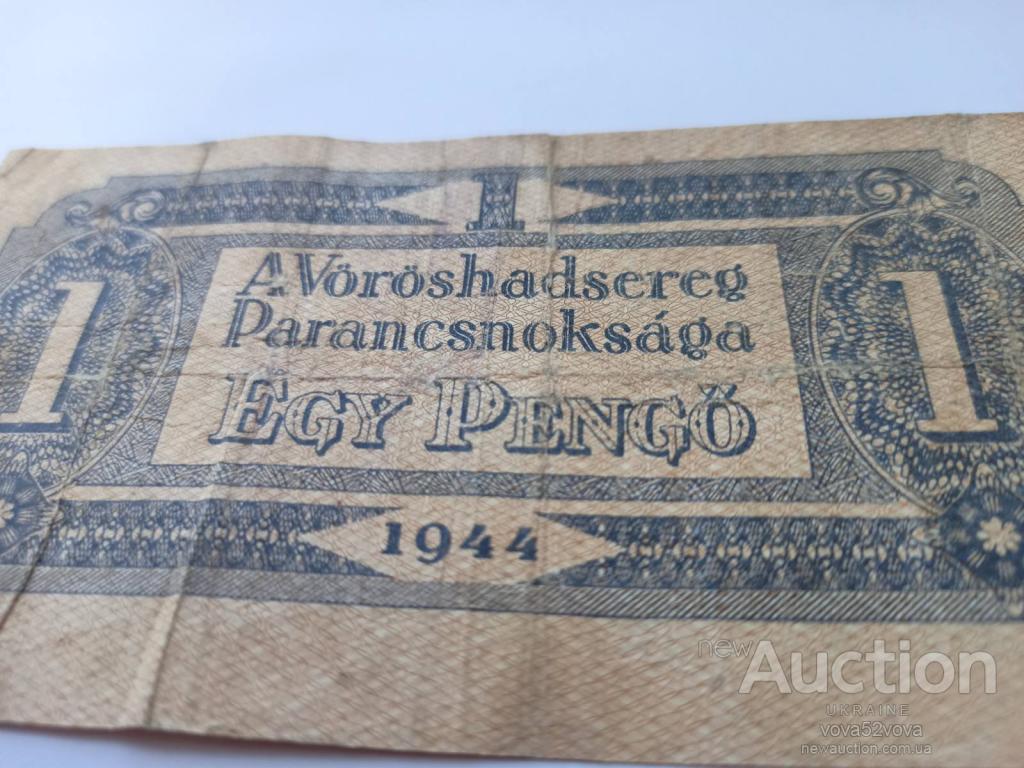 1
A Vöröshadsereg
Parancsnoksága
1
1
EGY PENGŐ
1944
new Auction
UKRAINE
vova52vova
newauction.com.ua